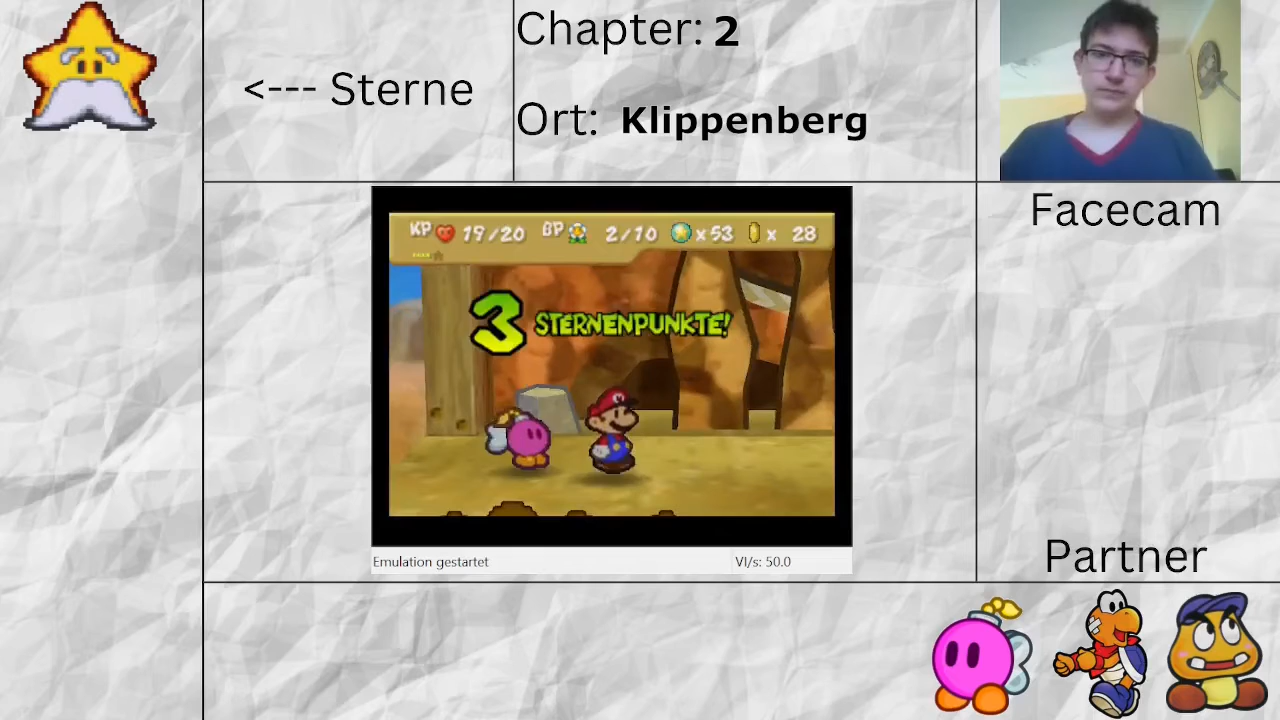 <--- Sterne
Chapter: 2
Ort: Klippenberg
Facecam
KP 19/20 BP 2/10 x53 x 28
3 STERNENPUNKTE!
Emulation gestartet
VI/s: 50.0
Partner